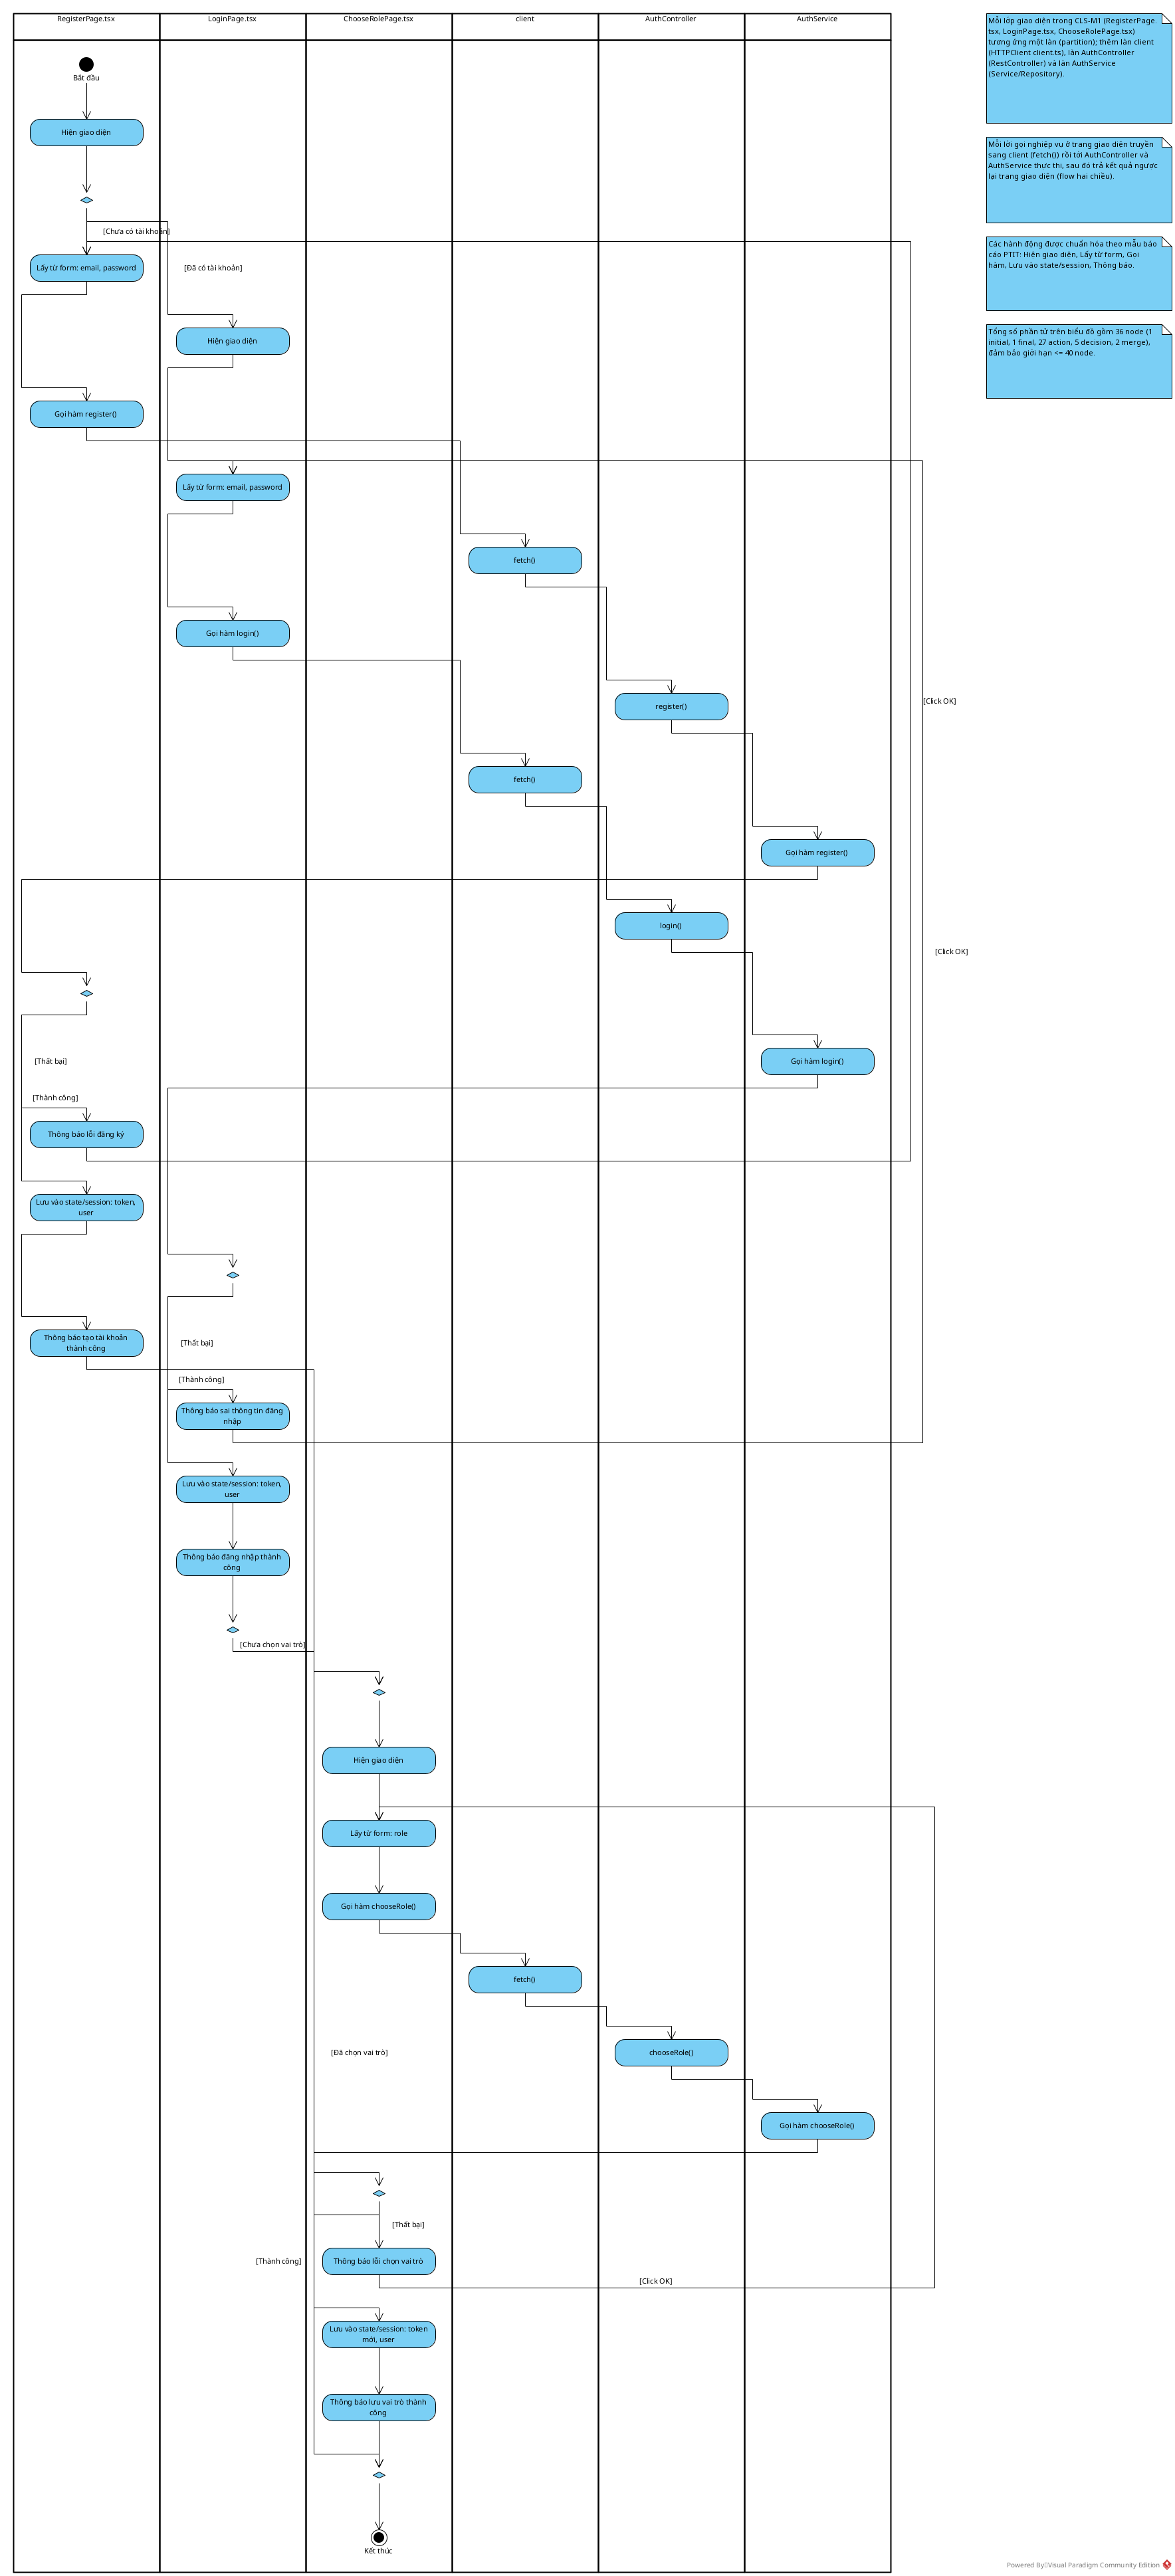 RegisterPage.tsx
LoginPage.tsx
ChooseRolePage.tsx
client
AuthController
AuthService
Mỗi lớp giao diện trong CLS-M1 (RegisterPage.
tsx, LoginPage.tsx, ChooseRolePage.tsx)
tương ứng một làn (partition); thêm làn client
(HTTPClient client.ts), làn AuthController
(RestController) và làn AuthService
(Service/Repository).
Mỗi lời gọi nghiệp vụ ở trang giao diện truyền
sang client (fetch()) rồi tới AuthController và
AuthService thực thi, sau đó trả kết quả ngược
lại trang giao diện (flow hai chiều).
Các hành động được chuẩn hóa theo mẫu báo
cáo PTIT: Hiện giao diện, Lấy từ form, Gọi
hàm, Lưu vào state/session, Thông báo.
Tổng số phần tử trên biểu đồ gồm 36 node (1
initial, 1 final, 27 action, 5 decision, 2 merge),
đảm bảo giới hạn <= 40 node.
Bắt đầu
Hiện giao diện
[Chưa có tài khoản]
Lấy từ form: email, password
[Đã có tài khoản]
Hiện giao diện
Gọi hàm register()
Lấy từ form: email, password
fetch()
Gọi hàm login()
register()
[Click OK]
fetch()
Gọi hàm register()
login()
[Click OK]
[Thất bại]
Gọi hàm login()
[Thành công]
Thông báo lỗi đăng ký
Lưu vào state/session: token,
user
Thông báo tạo tài khoản
thành công
[Thất bại]
[Thành công]
Thông báo sai thông tin đăng
nhập
Lưu vào state/session: token,
user
Thông báo đăng nhập thành
công
[Chưa chọn vai trò]
Hiện giao diện
Lấy từ form: role
Gọi hàm chooseRole()
fetch()
[Đã chọn vai trò]
chooseRole()
Gọi hàm chooseRole()
[Thất bại]
[Thành công]
Thông báo lỗi chọn vai trò
[Click OK]
Lưu vào state/session: token
mới, user
Thông báo lưu vai trò thành
công
Kết thúc
Powered By Visual Paradigm Community Edition